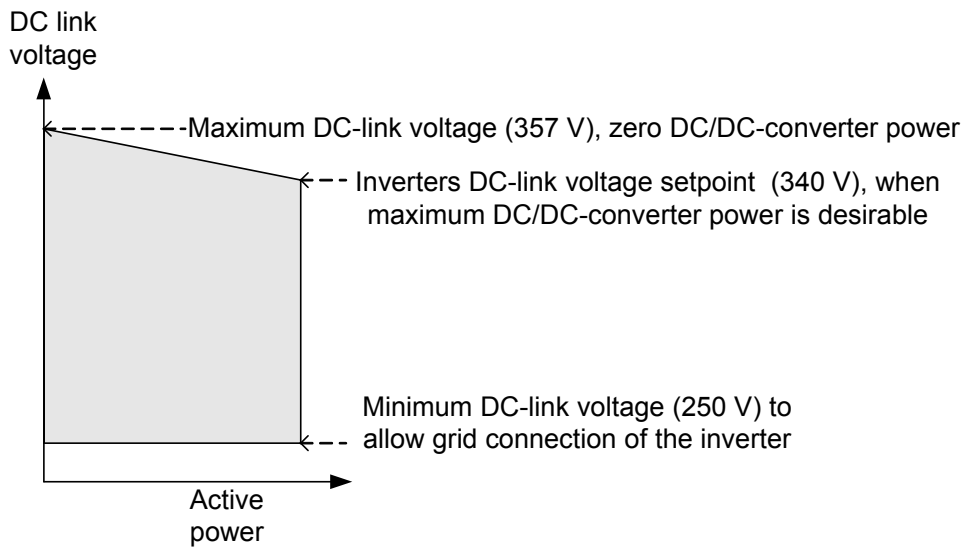 DC link
voltage
Maximum DC-link voltage (357 V), zero DC/DC-converter power
Inverters DC-link voltage setpoint (340 V), when
maximum DC/DC-converter power is desirable
Minimum DC-link voltage (250 V) to
allow grid connection of the inverter
Active
power